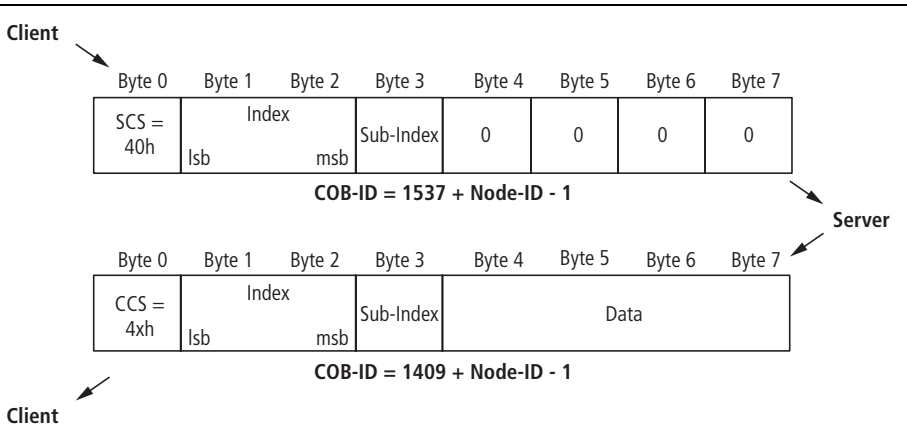 Client
Byte 0 Byte 1 Byte 2 Byte 3 Byte 4 Byte 5 Byte 6 Byte 7
SCS =
40h
Index
lsb msb
Sub-Index
0 0 0 0
COB-ID = 1537 + Node-ID - 1
Server
Byte 0 Byte 1 Byte 2 Byte 3 Byte 4 Byte 5 Byte 6 Byte 7
CCS =
4xh
Index
lsb msb
Sub-Index
Data
COB-ID = 1409 + Node-ID - 1
Client